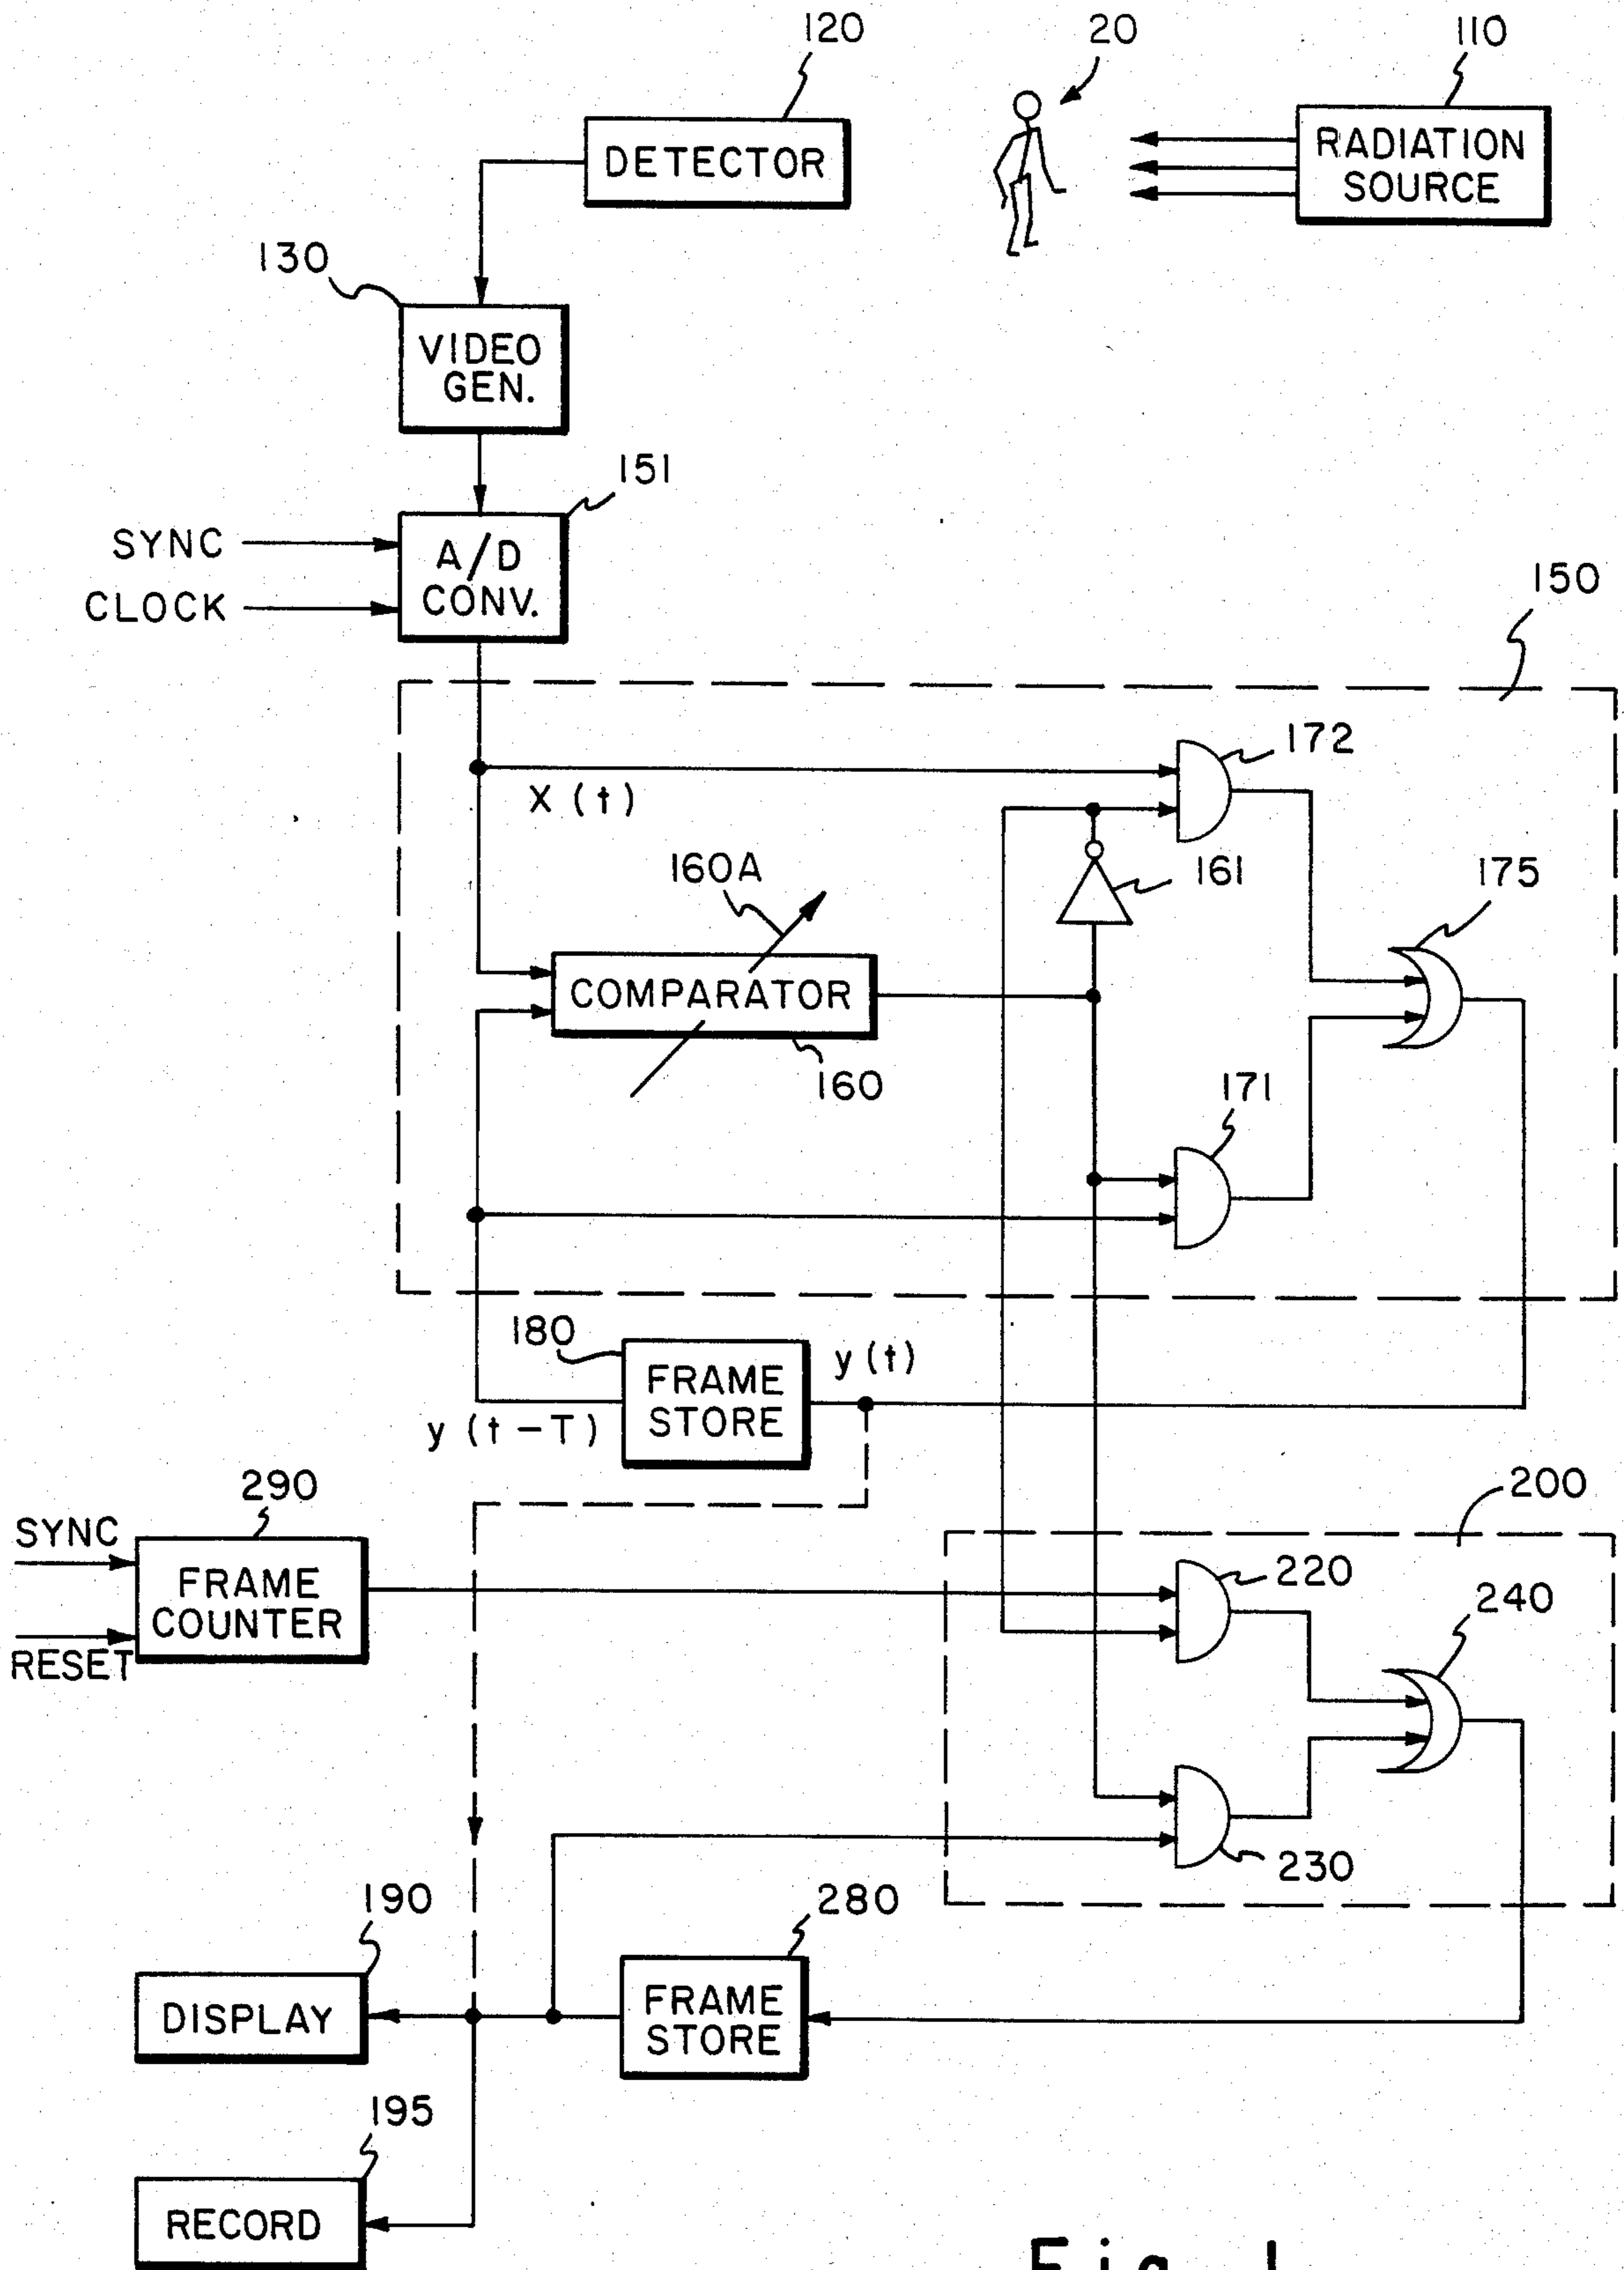 120
20
110
DETECTOR
RADIATION
SOURCE
130
VIDEO
GEN.
151
SYNC
CLOCK
A/D
CONV.
150
172
X (t)
160A
161
175
COMPARATOR
160
171
180
FRAME
STORE
y (t)
y (t-T)
290
200
SYNC
FRAME
COUNTER
RESET
220
240
230
190
280
DISPLAY
FRAME
STORE
195
RECORD
Fig. 1